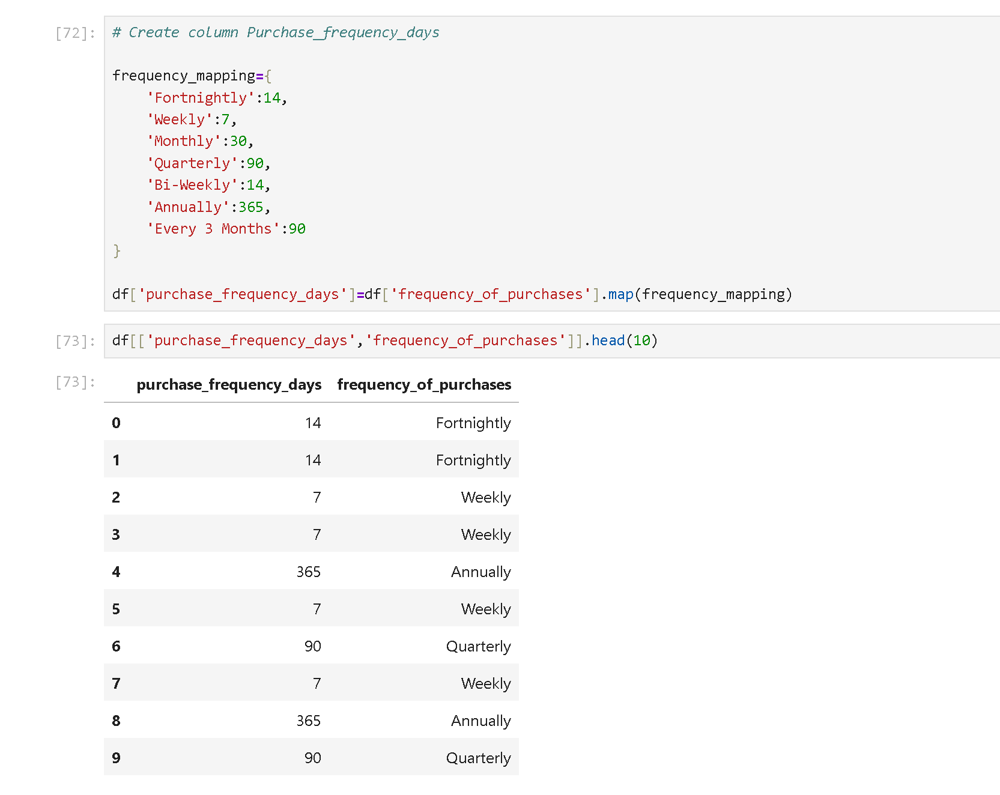 [72]: # Create column Purchase_frequency_days
frequency_mapping={
'Fortnightly':14,
'Weekly':7,
'Monthly':30,
'Quarterly':90,
'Bi-Weekly':14,
'Annually':365,
'Every 3 Months':90
}
df['purchase_frequency_days']=df['frequency_of_purchases'].map(frequency_mapping)
[73]: df[['purchase_frequency_days','frequency_of_purchases']].head(10)
[73]: purchase_frequency_days frequency_of_purchases
0 14 Fortnightly
1 14 Fortnightly
2 7 Weekly
3 7 Weekly
4 365 Annually
5 7 Weekly
6 90 Quarterly
7 7 Weekly
8 365 Annually
9 90 Quarterly